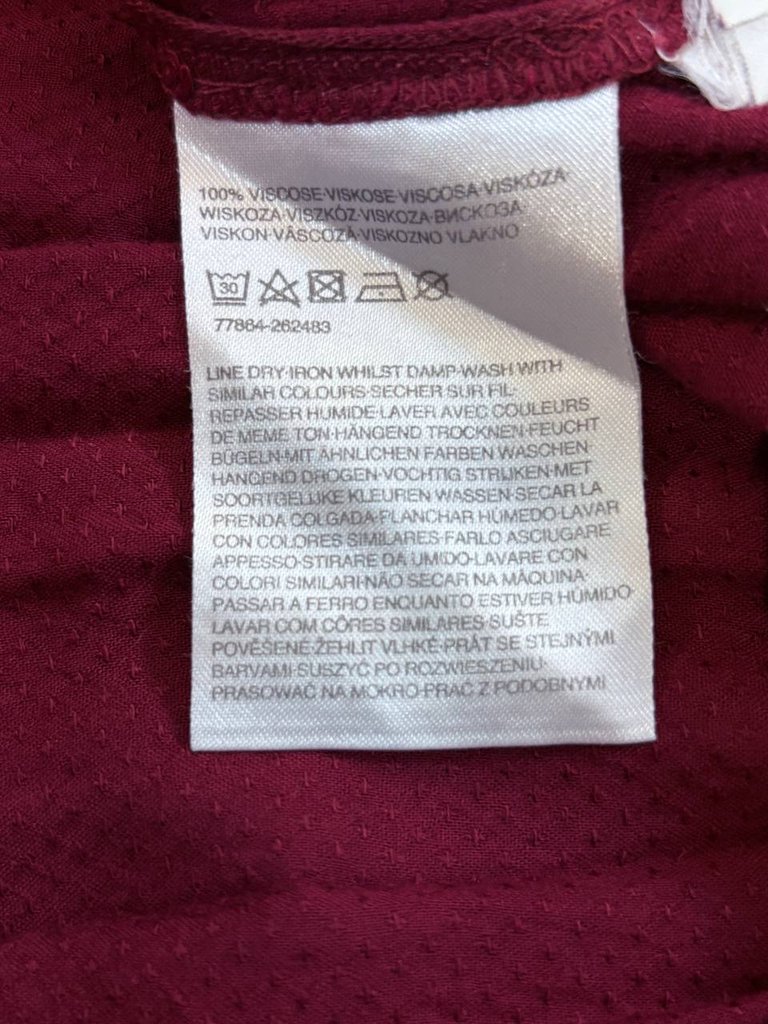 100% VISCOSE·VISKOSE·VISCOSA·VISKÓZA·
WISKOZA·VISZKÓZ·VISKOZA·ВИСКОЗА·
VISKON·VÂSCOZÁ·VISKOZNO VLAKNO
30
77864-262483
LINE DRY·IRON WHILST DAMP·WASH WITH
SIMILAR COLOURS·SECHER SUR FIL·
REPASSER HUMIDE·LAVER AVEC COULEURS
DE MEME TON·HÄNGEND TROCKNEN·FEUCHT
BÜGELN·MIT ÄHNLICHEN FARBEN WASCHEN·
HANGEND DROGEN·VOCHTIG STRIJKEN·MET
SOORTGELIJKE KLEUREN WASSEN·SECAR LA
PRENDA COLGADA·PLANCHAR HÚMEDO·LAVAR
CON COLORES SIMILARES·FARLO ASCIUGARE
APPESSO·STIRARE DA UMIDO·LAVARE CON
COLORI SIMILARI·NÃO SECAR NA MÁQUINA·
PASSAR A FERRO ENQUANTO ESTIVER HÚMIDO·
LAVAR COM CÔRES SIMILARES·SUŠTE
POVĚŠENÉ·ŽEHLIT VLHKÉ·PRÁT SE STEJNÝMI
BARVAMI·SUSZYĆ PO ROZWIESZENIU·
PRASOWAĆ NA MOKRO·PRAĆ Z PODOBNYMI